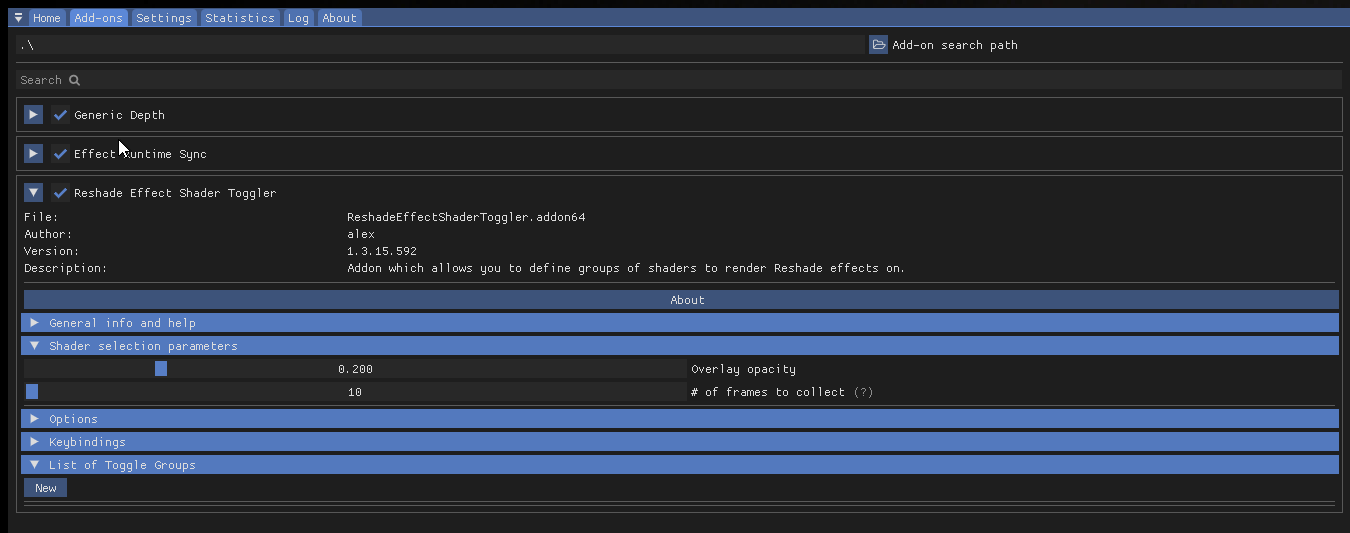 Home Add-ons Settings Statistics Log About
.\ Add-on search path
Search
Generic Depth
Effect Runtime Sync
Reshade Effect Shader Toggler
File: ReshadeEffectShaderToggler.addon64
Author: alex
Version: 1.3.15.592
Description: Addon which allows you to define groups of shaders to render Reshade effects on.
About
General info and help
Shader selection parameters
0.200 Overlay opacity
10 # of frames to collect (?)
Options
Keybindings
List of Toggle Groups
New